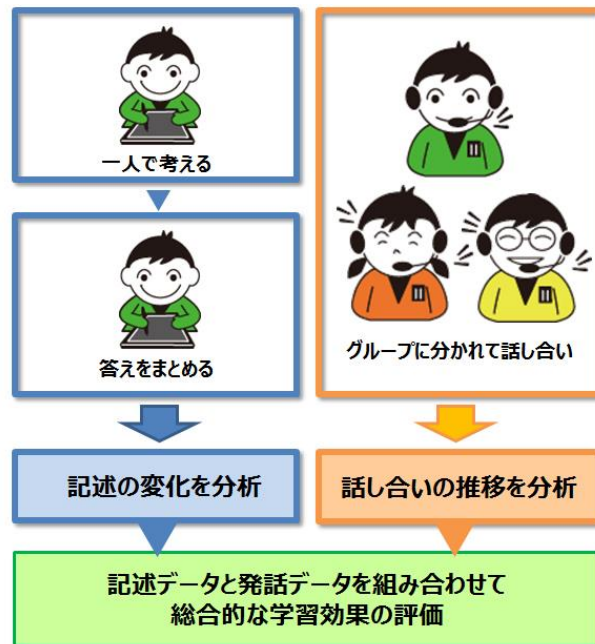 一人で考える
答えをまとめる
グループに分かれて話し合い
記述の変化を分析
話し合いの推移を分析
記述データと発話データを組み合わせて
総合的な学習効果の評価